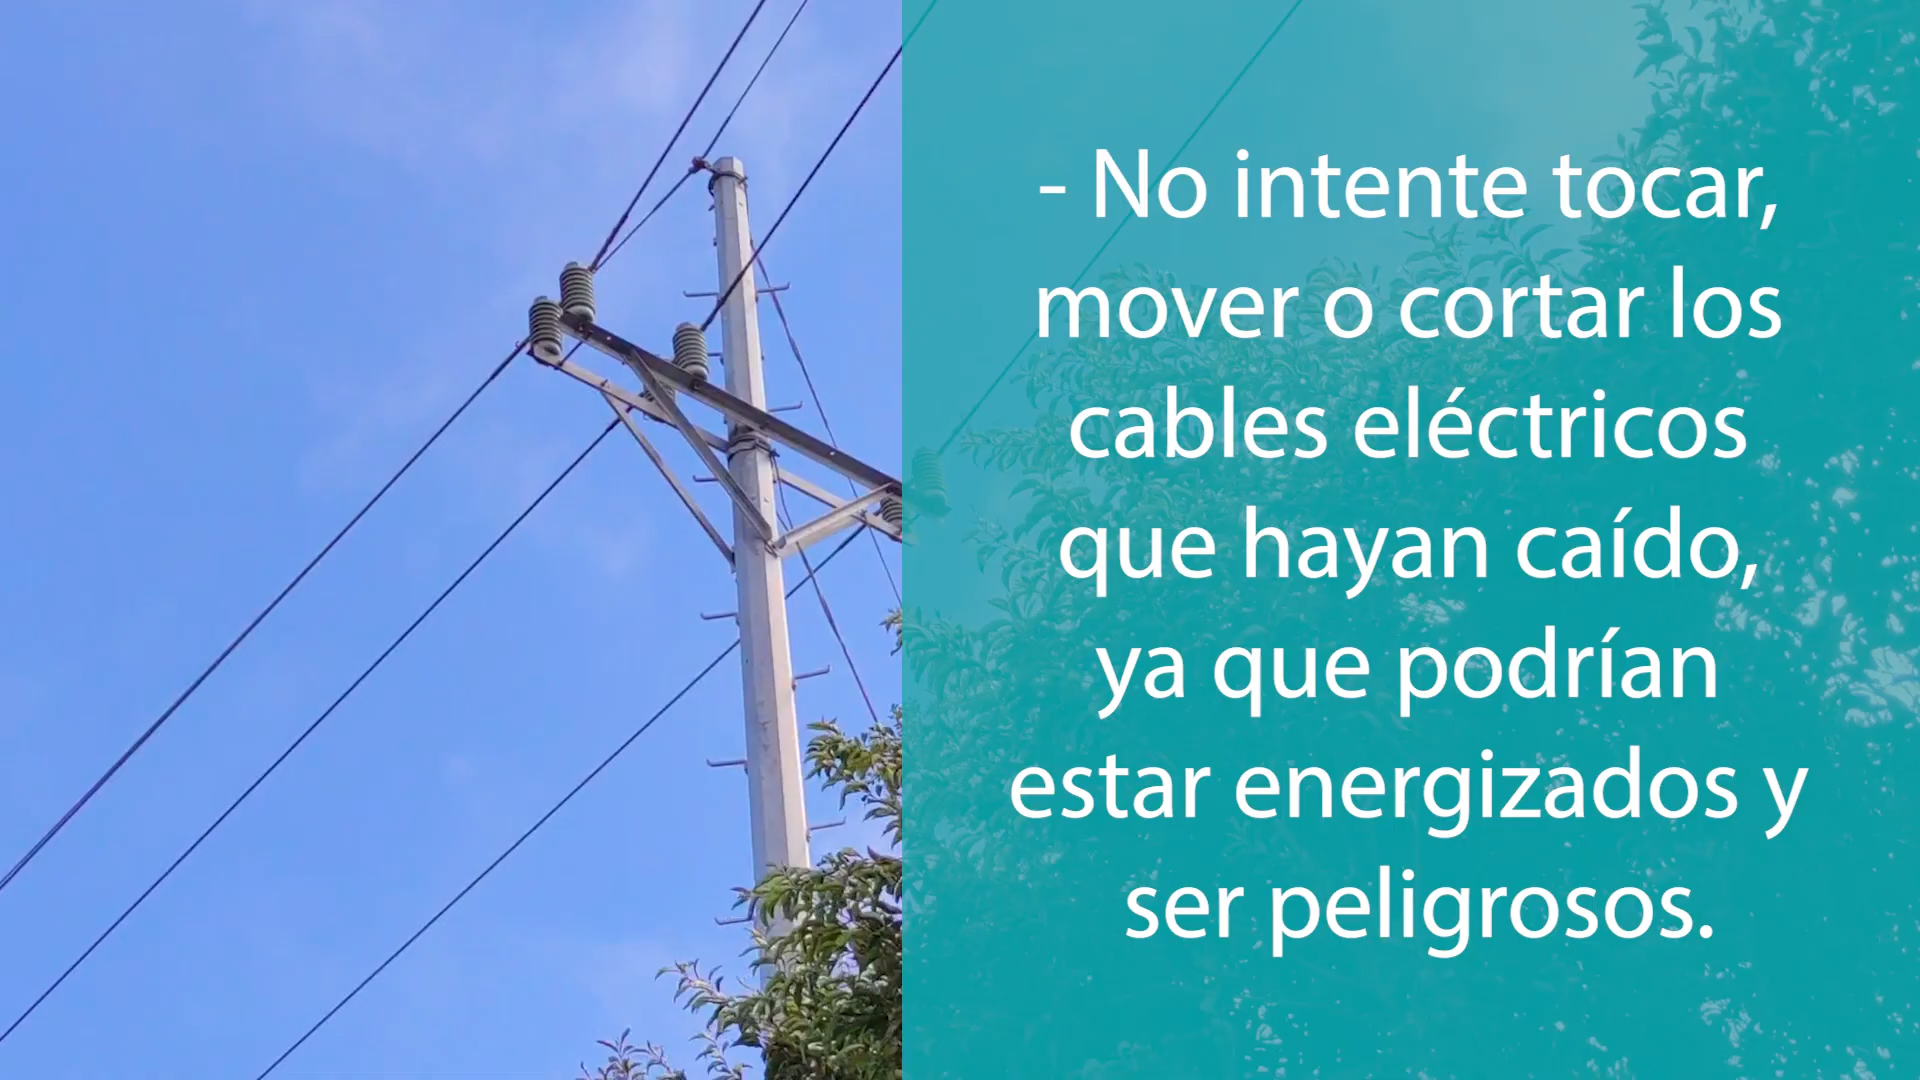 - No intente tocar,
mover o cortar los
cables eléctricos
que hayan caído,
ya que podrían
estar energizados y
ser peligrosos.